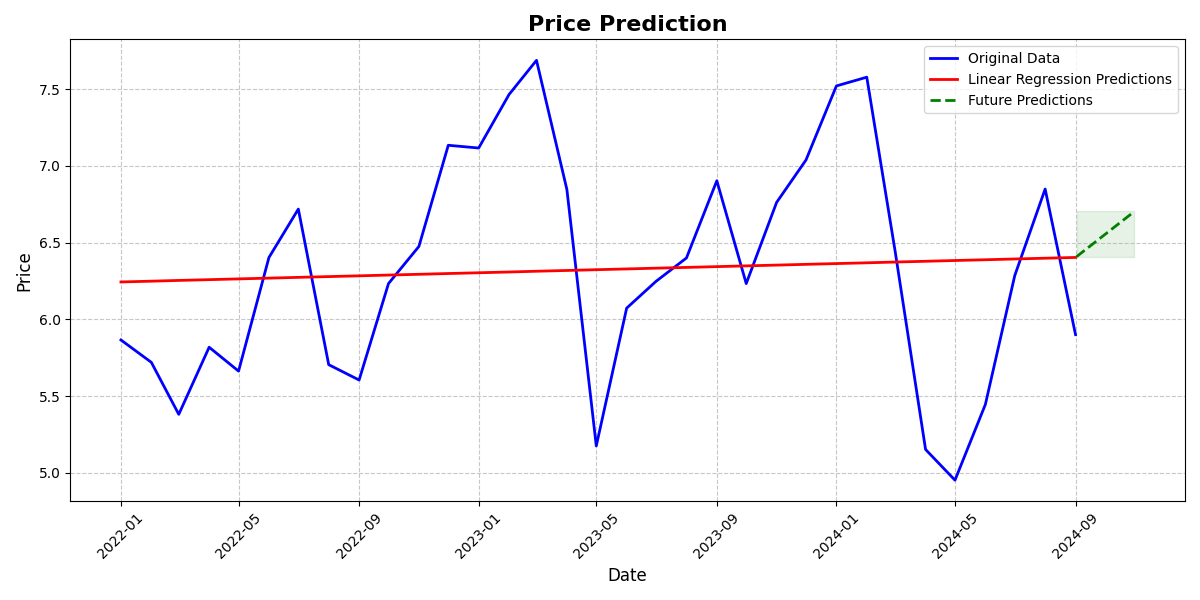 Price Prediction
Original Data
Linear Regression Predictions
Future Predictions
7.5
7.0
6.5
6.0
5.5
5.0
Price
2022-01
2022-05
2022-09
2023-01
2023-05
2023-09
2024-01
2024-05
2024-09
Date